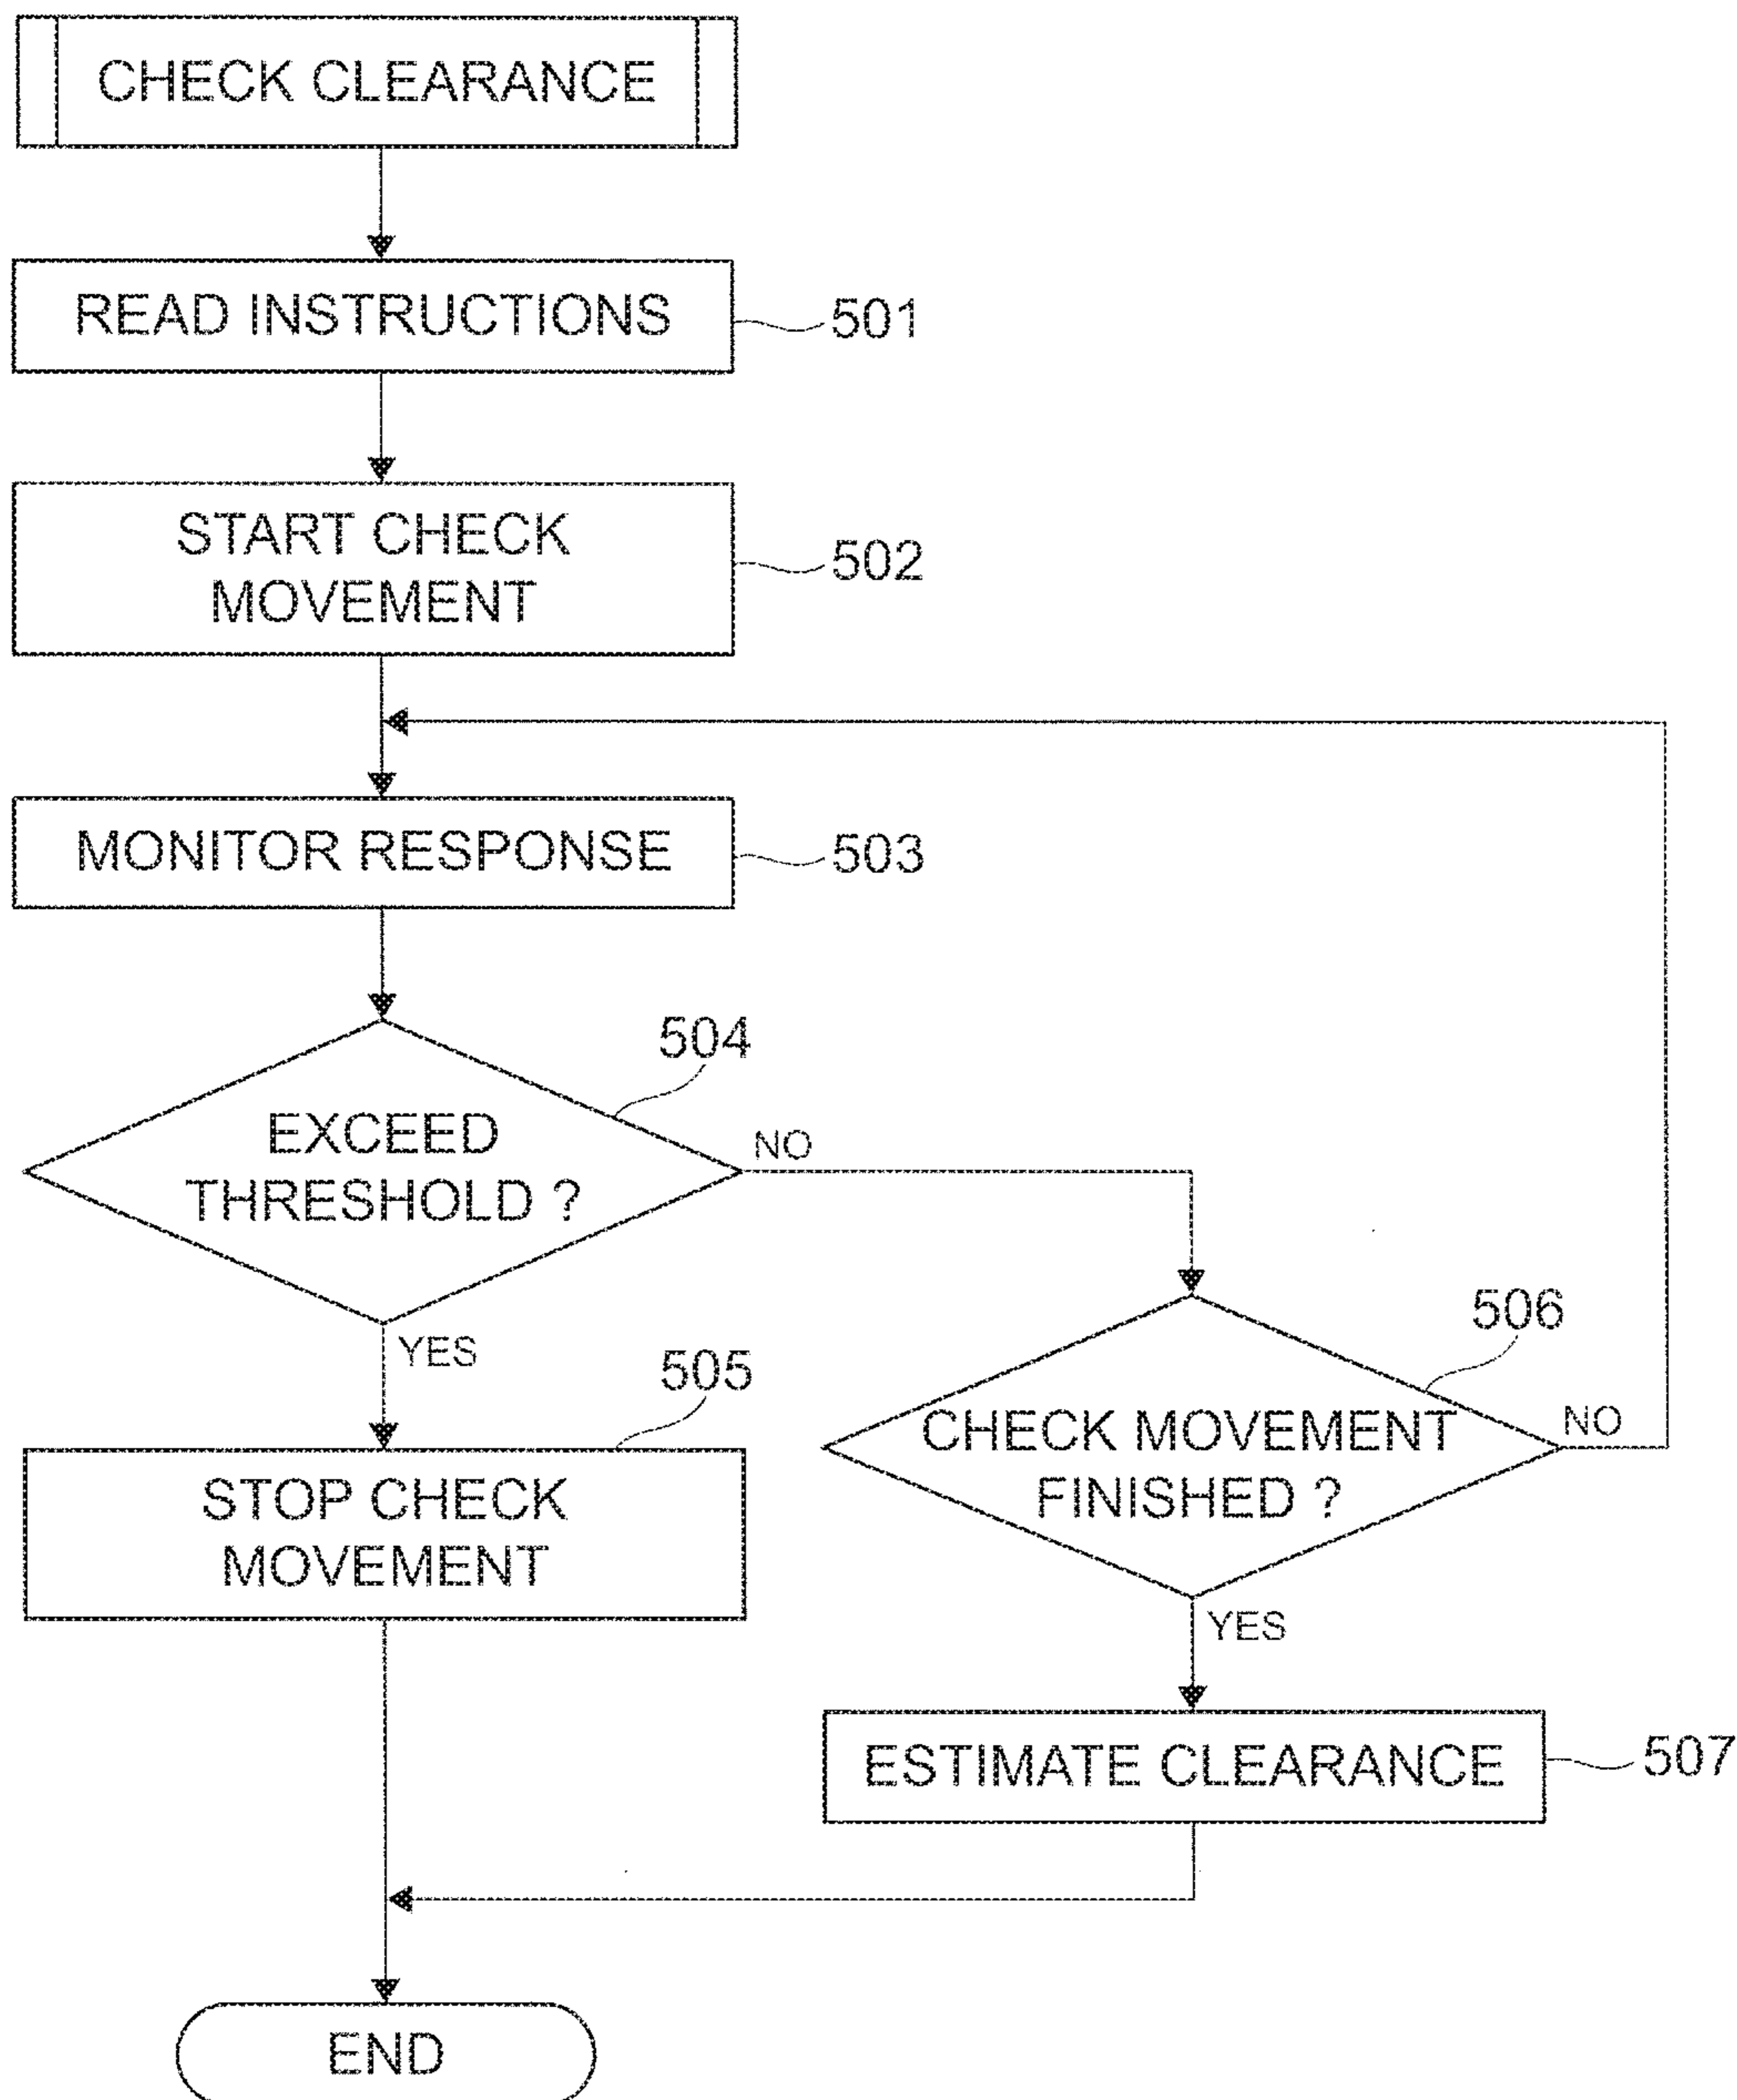 CHECK CLEARANCE
READ INSTRUCTIONS
501
START CHECK
MOVEMENT
502
MONITOR RESPONSE
503
504
EXCEED
THRESHOLD ?
NO
YES
505
STOP CHECK
MOVEMENT
506
CHECK MOVEMENT
FINISHED ?
NO
YES
ESTIMATE CLEARANCE
507
END